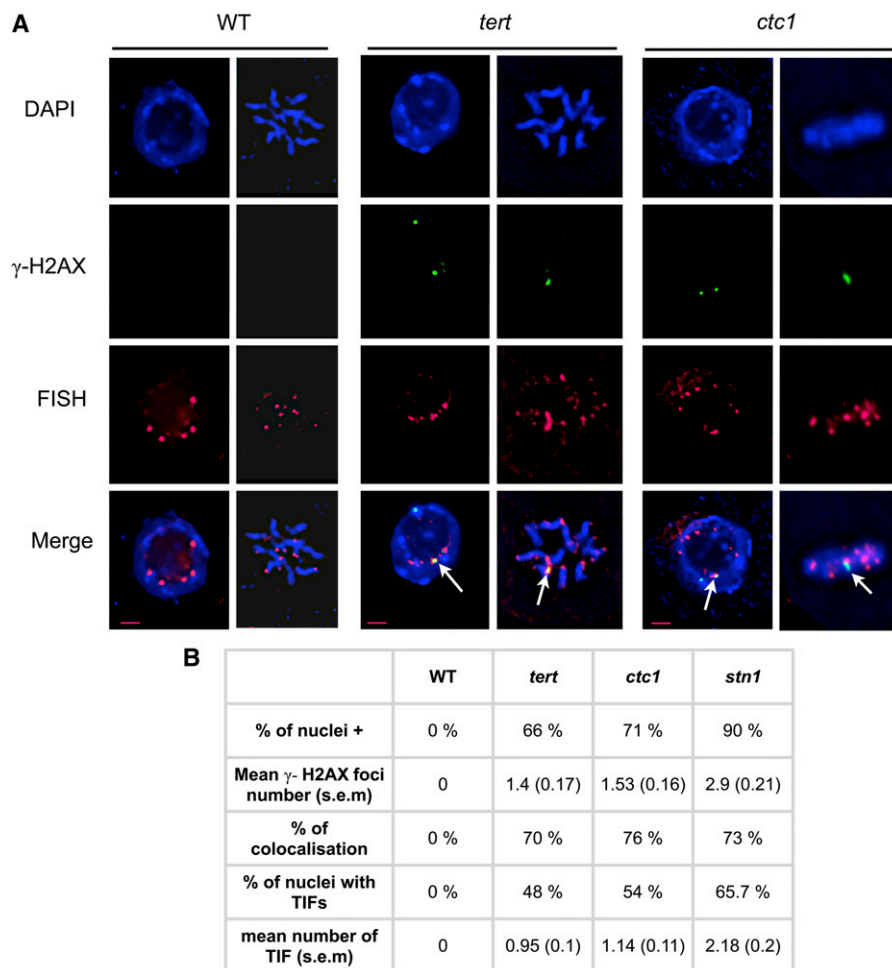 A
WT tert ctc1
DAPI
γ-H2AX
FISH
Merge
B
WT tert ctc1 stn1
% of nuclei + 0 % 66 % 71 % 90 %
Mean γ- H2AX foci
number (s.e.m) 0 1.4 (0.17) 1.53 (0.16) 2.9 (0.21)
% of
colocalisation 0 % 70 % 76 % 73 %
% of nuclei with
TIFs 0 % 48 % 54 % 65.7 %
mean number of
TIF (s.e.m) 0 0.95 (0.1) 1.14 (0.11) 2.18 (0.2)